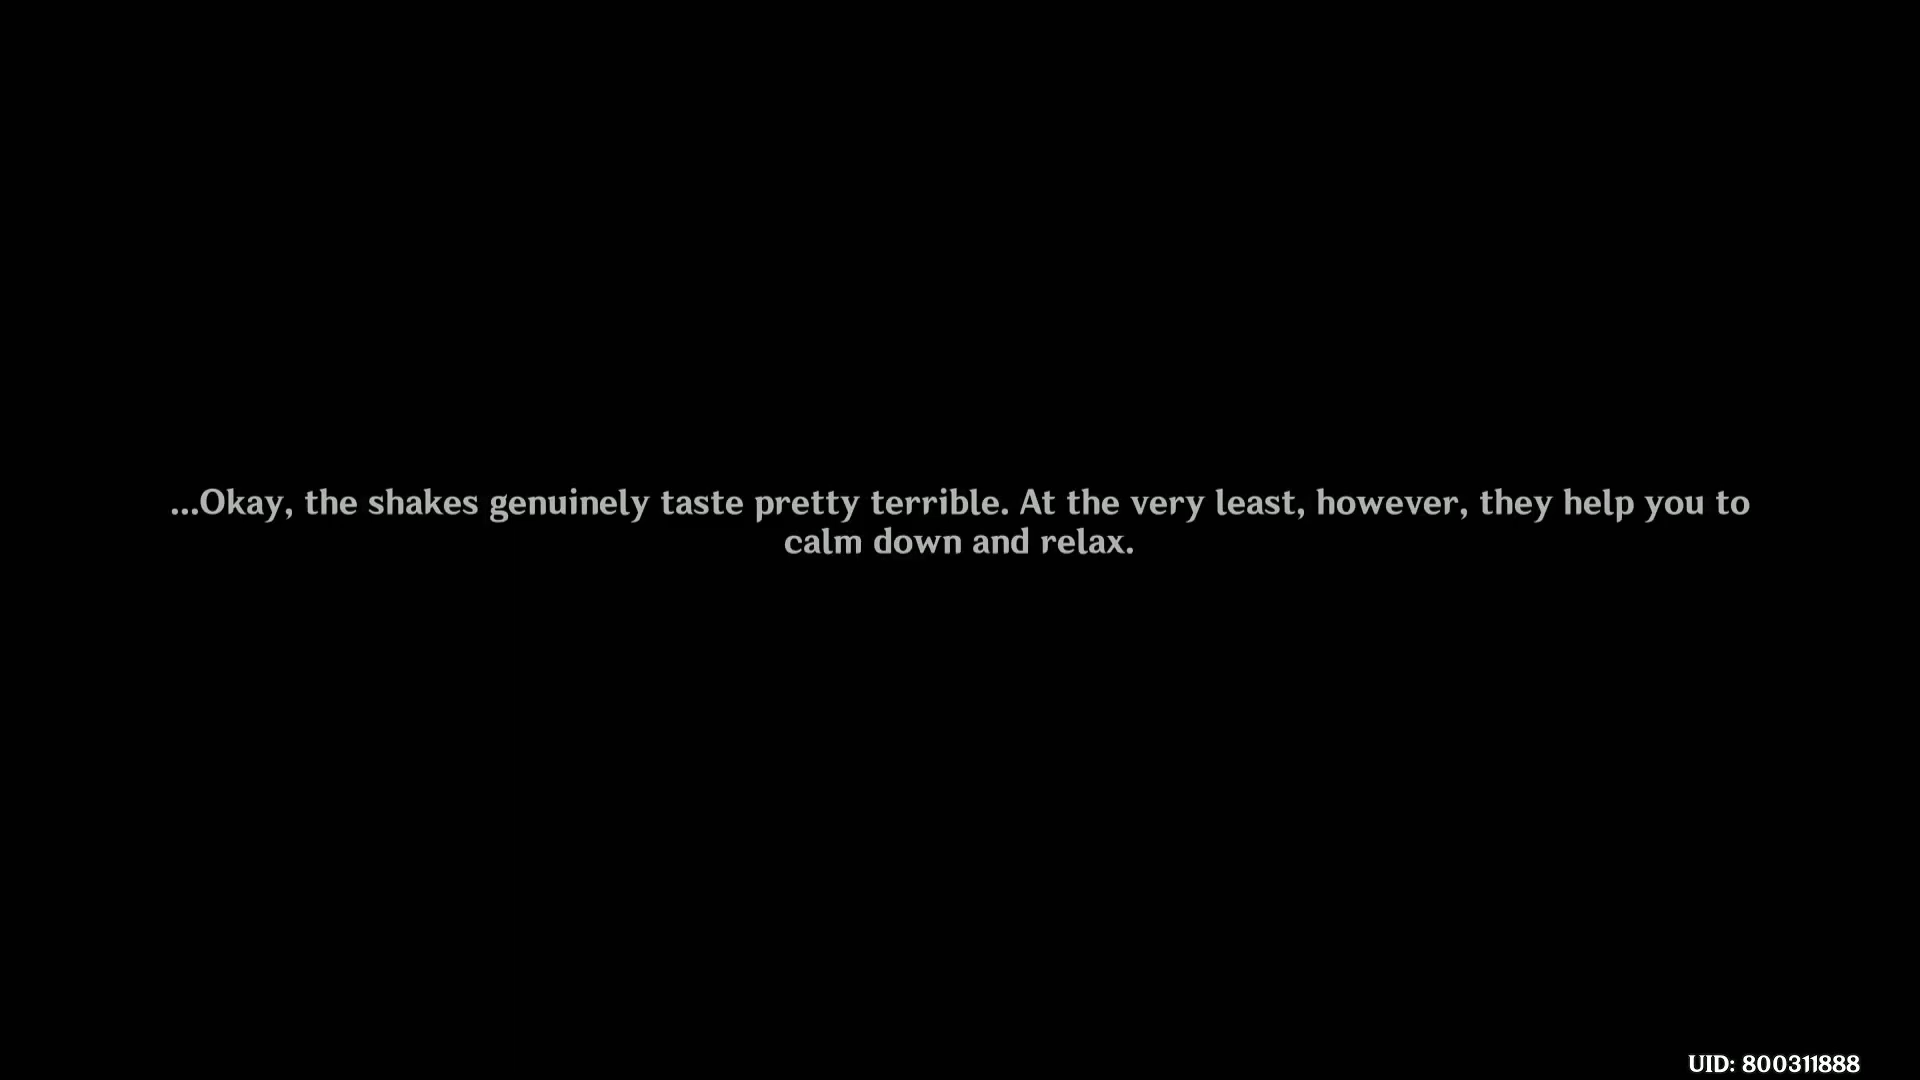 ...Okay, the shakes genuinely taste pretty terrible. At the very least, however, they help you to
calm down and relax.
UID: 800311888